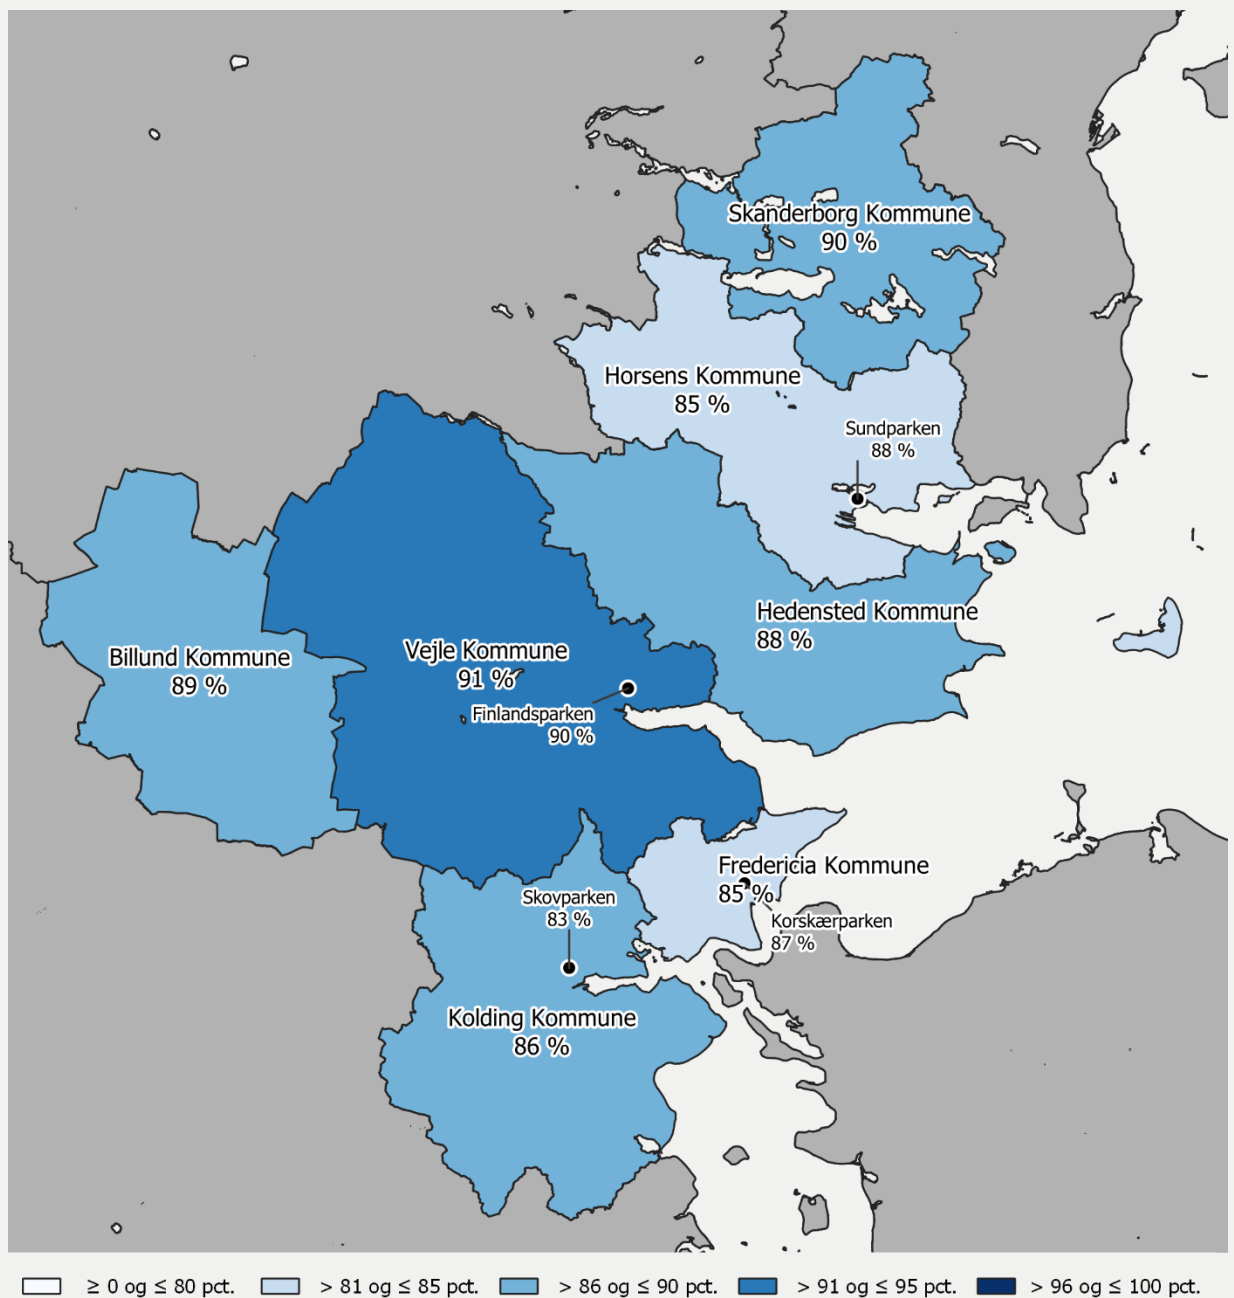 Skanderborg Kommune
90 %
Horsens Kommune
85 %
Sundparken
88 %
Hedensted Kommune
88 %
Billund Kommune
89 %
Vejle Kommune
91 %
Finlandsparken
90 %
Fredericia Kommune
85 %
Korskærparken
87 %
Skovparken
83 %
Kolding Kommune
86 %
≥ 0 og ≤ 80 pct. > 81 og ≤ 85 pct. > 86 og ≤ 90 pct. > 91 og ≤ 95 pct. > 96 og ≤ 100 pct.